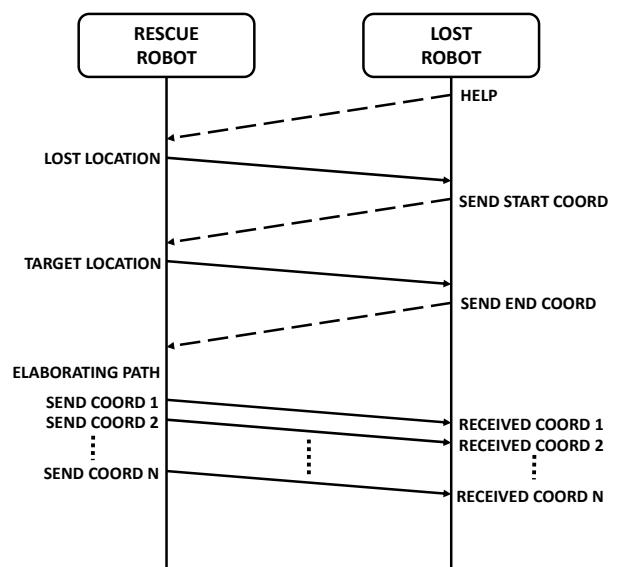 RESCUE
ROBOT
LOST
ROBOT
HELP
LOST LOCATION
SEND START COORD
TARGET LOCATION
SEND END COORD
ELABORATING PATH
SEND COORD 1
RECEIVED COORD 1
SEND COORD 2
RECEIVED COORD 2
SEND COORD N
RECEIVED COORD N